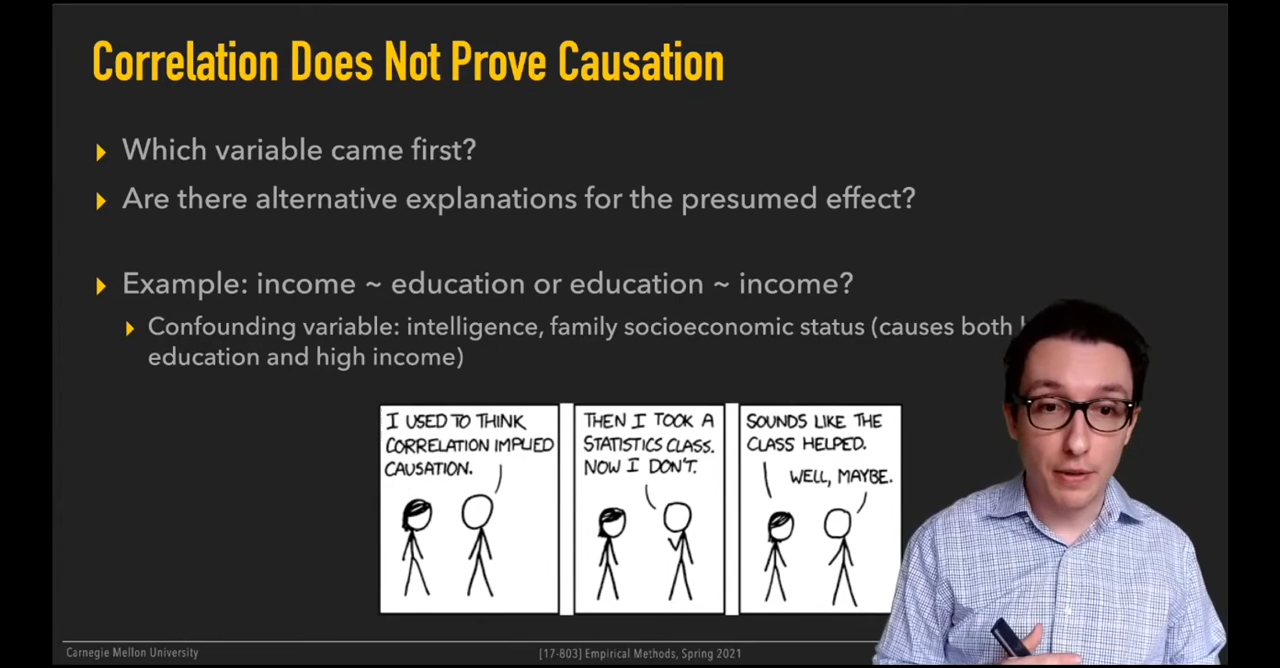 Correlation Does Not Prove Causation
Which variable came first?
Are there alternative explanations for the presumed effect?
Example: income ~ education or education ~ income?
Confounding variable: intelligence, family socioeconomic status (causes both
education and high income)
I USED TO THINK
CORRELATION IMPLIED
CAUSATION.
THEN I TOOK A
STATISTICS CLASS.
NOW I DON'T.
SOUNDS LIKE THE
CLASS HELPED.
WELL, MAYBE.
Carnegie Mellon University
[17-803] Empirical Methods, Spring 2021